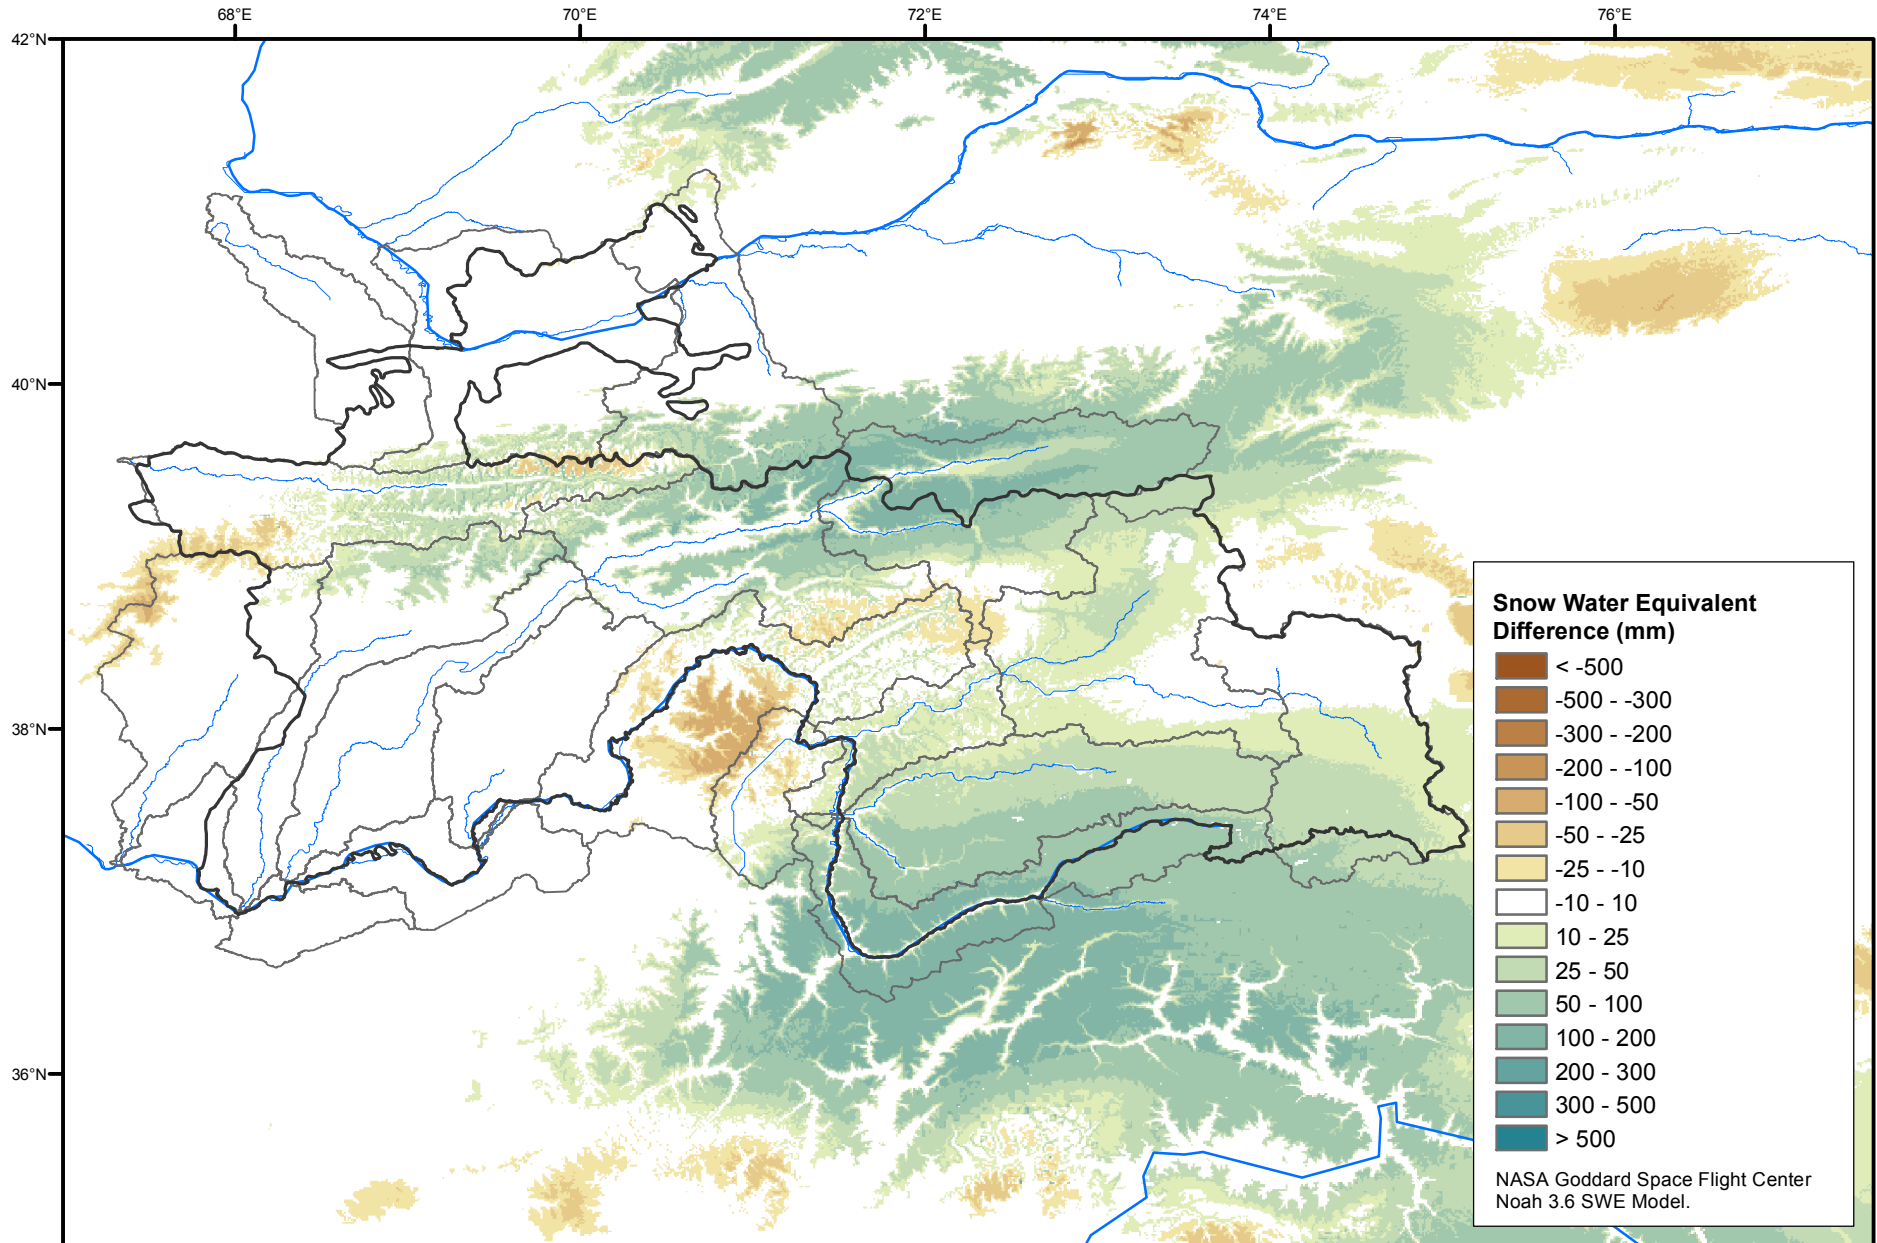 68°E
70°E
72°E
74°E
76°E
42°N
40°N
38°N
36°N
Snow Water Equivalent
Difference (mm)
< -500
-500 - -300
-300 - -200
-200 - -100
-100 - -50
-50 - -25
-25 - -10
-10 - 10
10 - 25
25 - 50
50 - 100
100 - 200
200 - 300
300 - 500
> 500
NASA Goddard Space Flight Center
Noah 3.6 SWE Model.